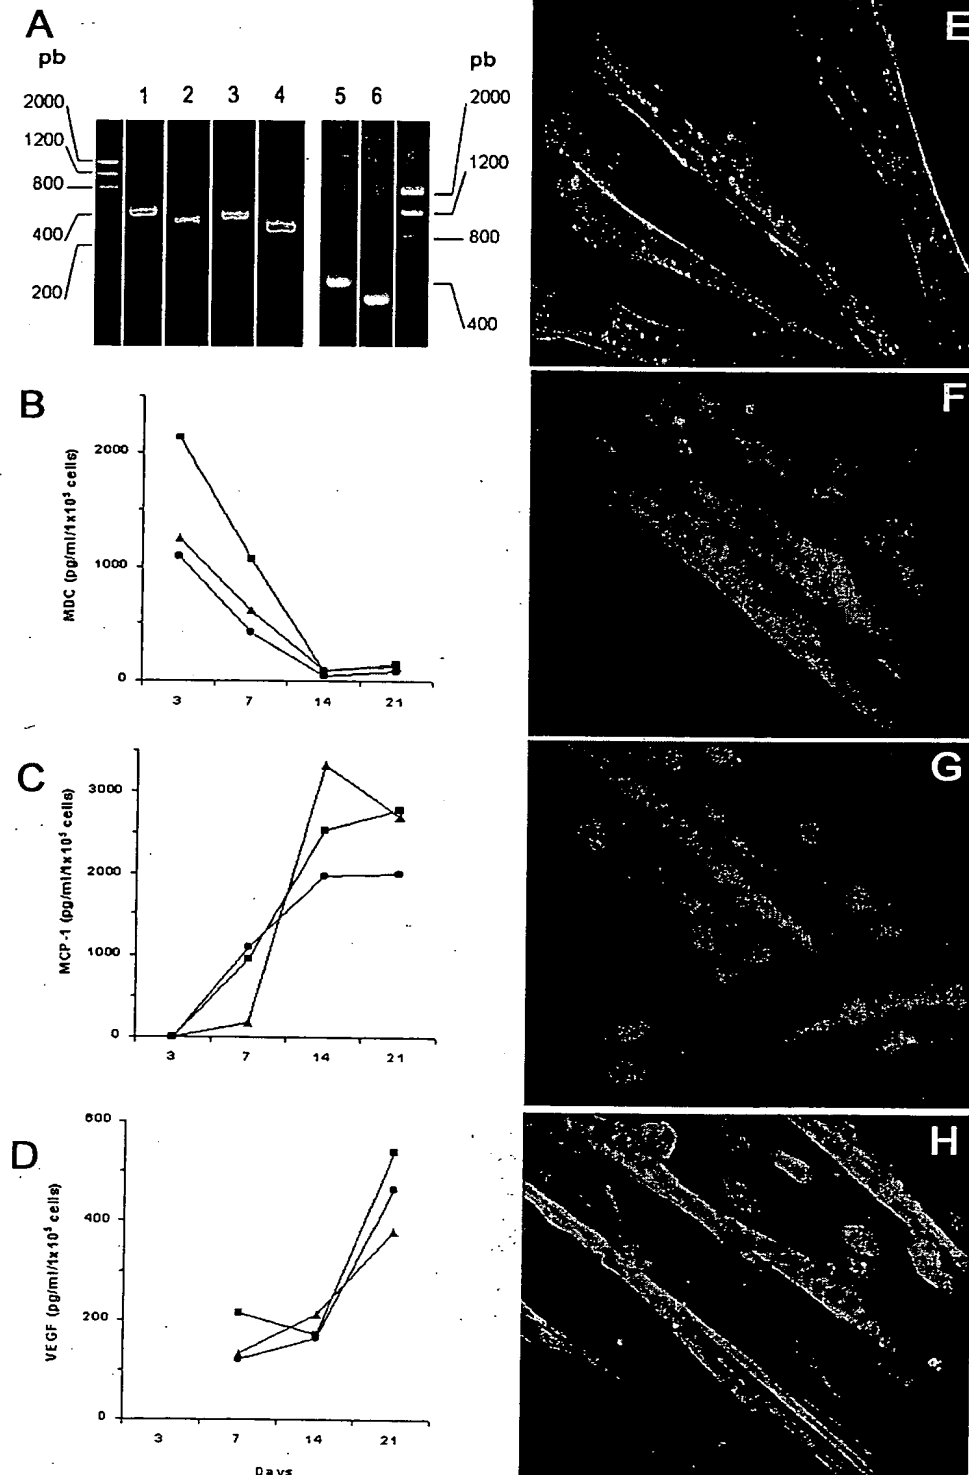 A
pb
pb
1 2 3 4 5 6
2000
1200
800
400
200
2000
1200
800
400
B
MDC (pg/ml/1x10⁵ cells)
2000
1000
0
3 7 14 21
C
MCP-1 (pg/ml/1x10⁵ cells)
3000
2000
1000
0
3 7 14 21
D
VEGF (pg/ml/1x10⁵ cells)
600
400
200
0
3 7 14 21
Days
E
F
G
H